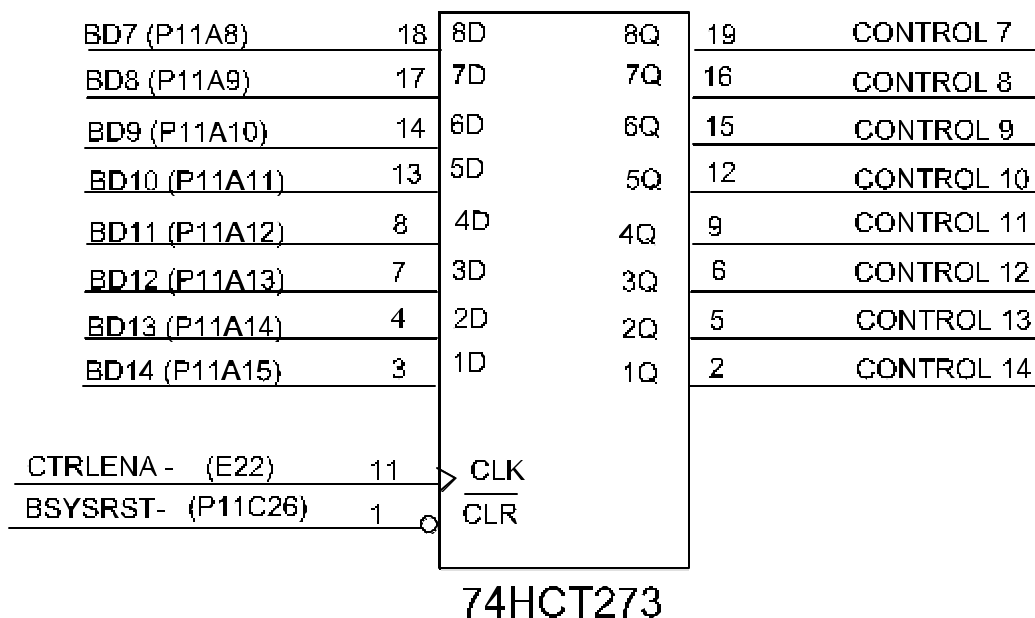 BD7 (P11A8) 18 8D 8Q 19 CONTROL 7
BD8 (P11A9) 17 7D 7Q 16 CONTROL 8
BD9 (P11A10) 14 6D 6Q 15 CONTROL 9
BD10 (P11A11) 13 5D 5Q 12 CONTROL 10
BD11 (P11A12) 8 4D 4Q 9 CONTROL 11
BD12 (P11A13) 7 3D 3Q 6 CONTROL 12
BD13 (P11A14) 4 2D 2Q 5 CONTROL 13
BD14 (P11A15) 3 1D 1Q 2 CONTROL 14
CTRLENA - (E22) 11 CLK
BSYSRST- (P11C26) 1 CLR
74HCT273